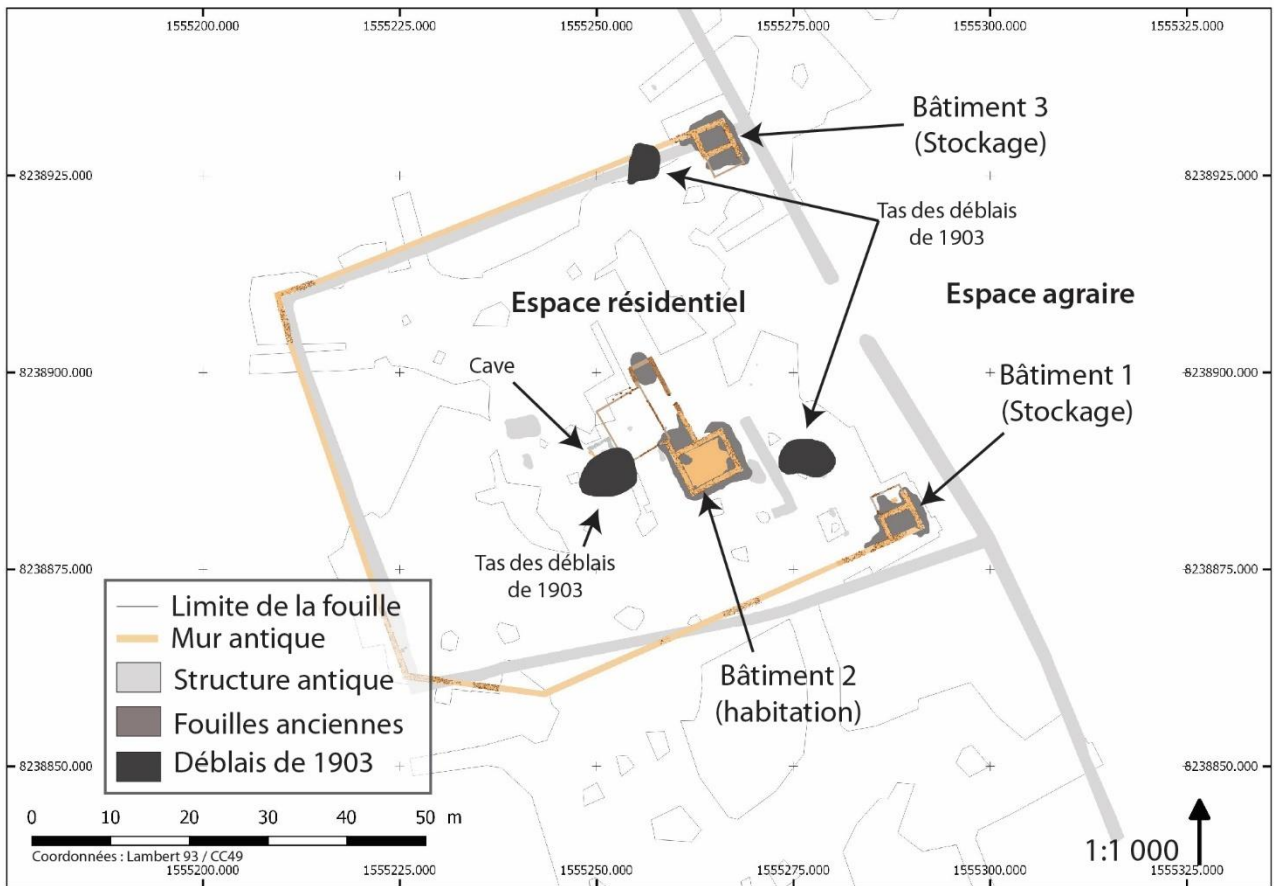 1555200.000 1555225.000 1555250.000 1555275.000 1555300.000 1555325.000
Bâtiment 3
(Stockage)
8238925.000 8238925.000
Tas des déblais
de 1903
Espace résidentiel
Espace agraire
Cave
8238900.000 8238900.000
Bâtiment 1
(Stockage)
Tas des déblais
de 1903
8238875.000 8238875.000
Limite de la fouille
Mur antique
Structure antique
Fouilles anciennes
Déblais de 1903
Bâtiment 2
(habitation)
8238850.000 8238850.000
0 10 20 30 40 50 m
Coordonnées : Lambert 93 / CC49
1:1 000
1555200.000 1555225.000 1555250.000 1555275.000 1555300.000 1555325.000